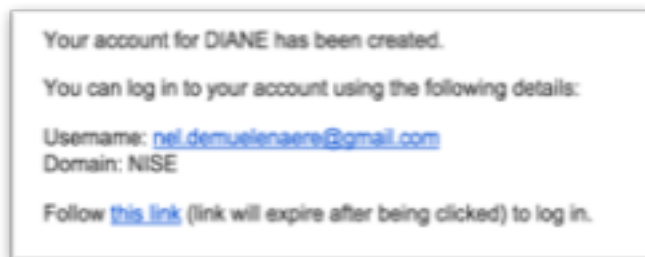 Your account for DIANE has been created.
You can log in to your account using the following details:
Username: nel.demuelenaere@gmail.com
Domain: NISE
Follow this link (link will expire after being clicked) to log in.